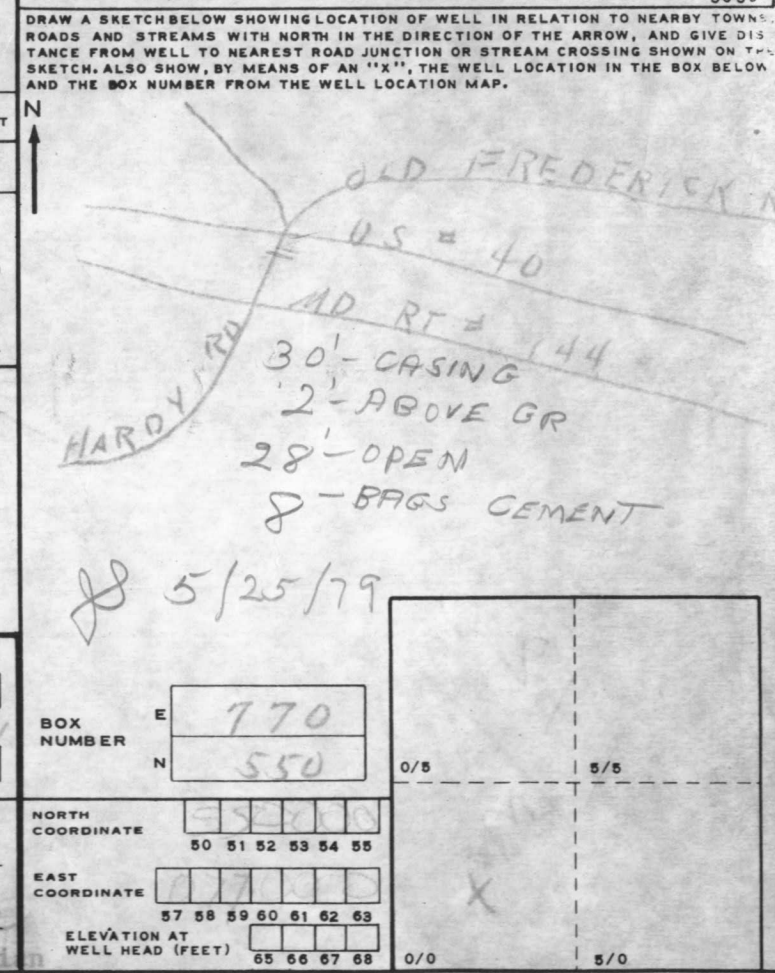 DRAW A SKETCH BELOW SHOWING LOCATION OF WELL IN RELATION TO NEARBY TOWNS,
ROADS AND STREAMS WITH NORTH IN THE DIRECTION OF THE ARROW, AND GIVE DIS
TANCE FROM WELL TO NEAREST ROAD JUNCTION OR STREAM CROSSING SHOWN ON THE
SKETCH. ALSO SHOW, BY MEANS OF AN "X", THE WELL LOCATION IN THE BOX BELOW
AND THE BOX NUMBER FROM THE WELL LOCATION MAP.
N
OLD FREDERICK
US # 40
MD RT # 144
HARDY RD
30' - CASING
2' - ABOVE GR
28' - OPEN
8 - BAGS CEMENT
5/25/79
BOX NUMBER
E 770
N 550
0/5 5/5
NORTH COORDINATE
50 51 52 53 54 55
EAST COORDINATE
57 58 59 60 61 62 63
X
ELEVATION AT
WELL HEAD (FEET)
65 66 67 68
0/0 5/0